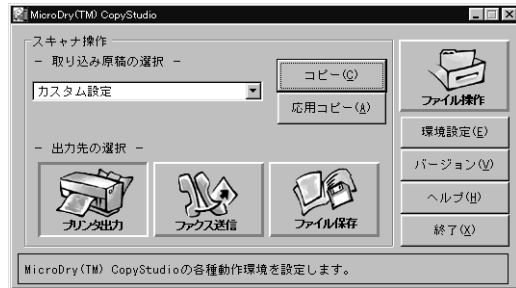 MicroDry(TM) CopyStudio
スキャナ操作
－ 取り込み原稿の選択 －
カスタム設定
コピー(C)
応用コピー(A)
ファイル操作
環境設定(E)
－ 出力先の選択 －
バージョン(V)
ヘルプ(H)
プリンタ出力
ファクス送信
ファイル保存
終了(X)
MicroDry(TM) CopyStudioの各種動作環境を設定します。